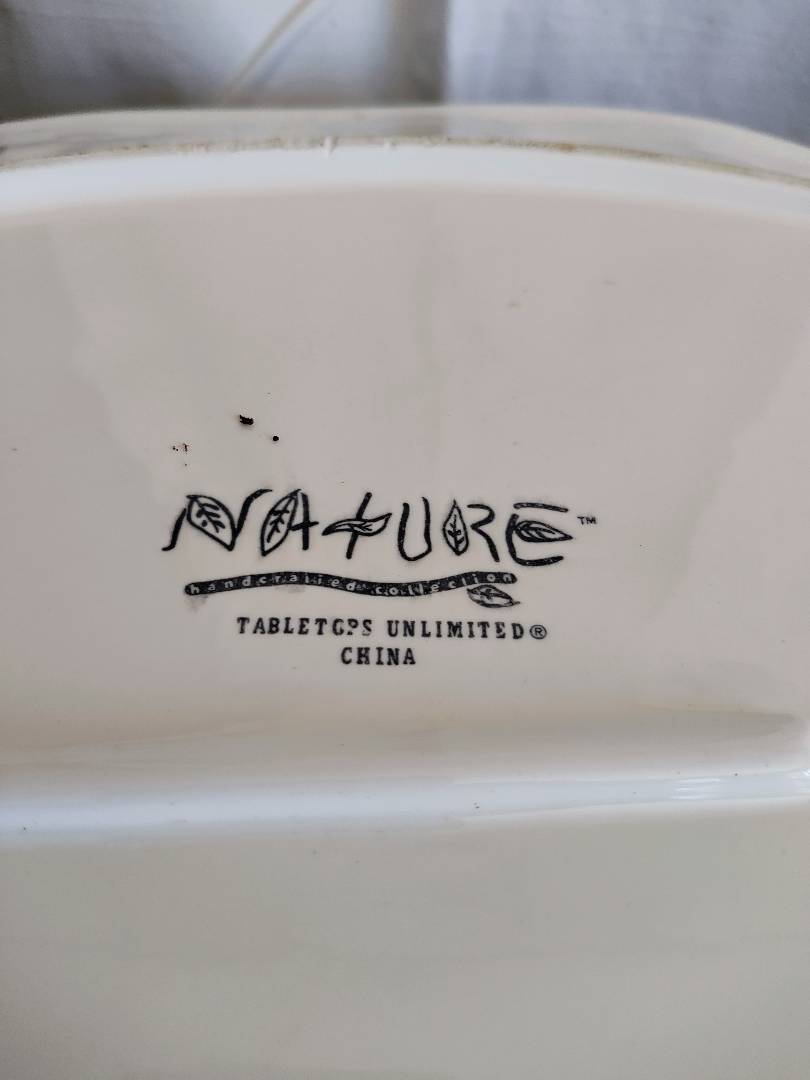 NATURE™
handcrafted collection
TABLETOPS UNLIMITED®
CHINA